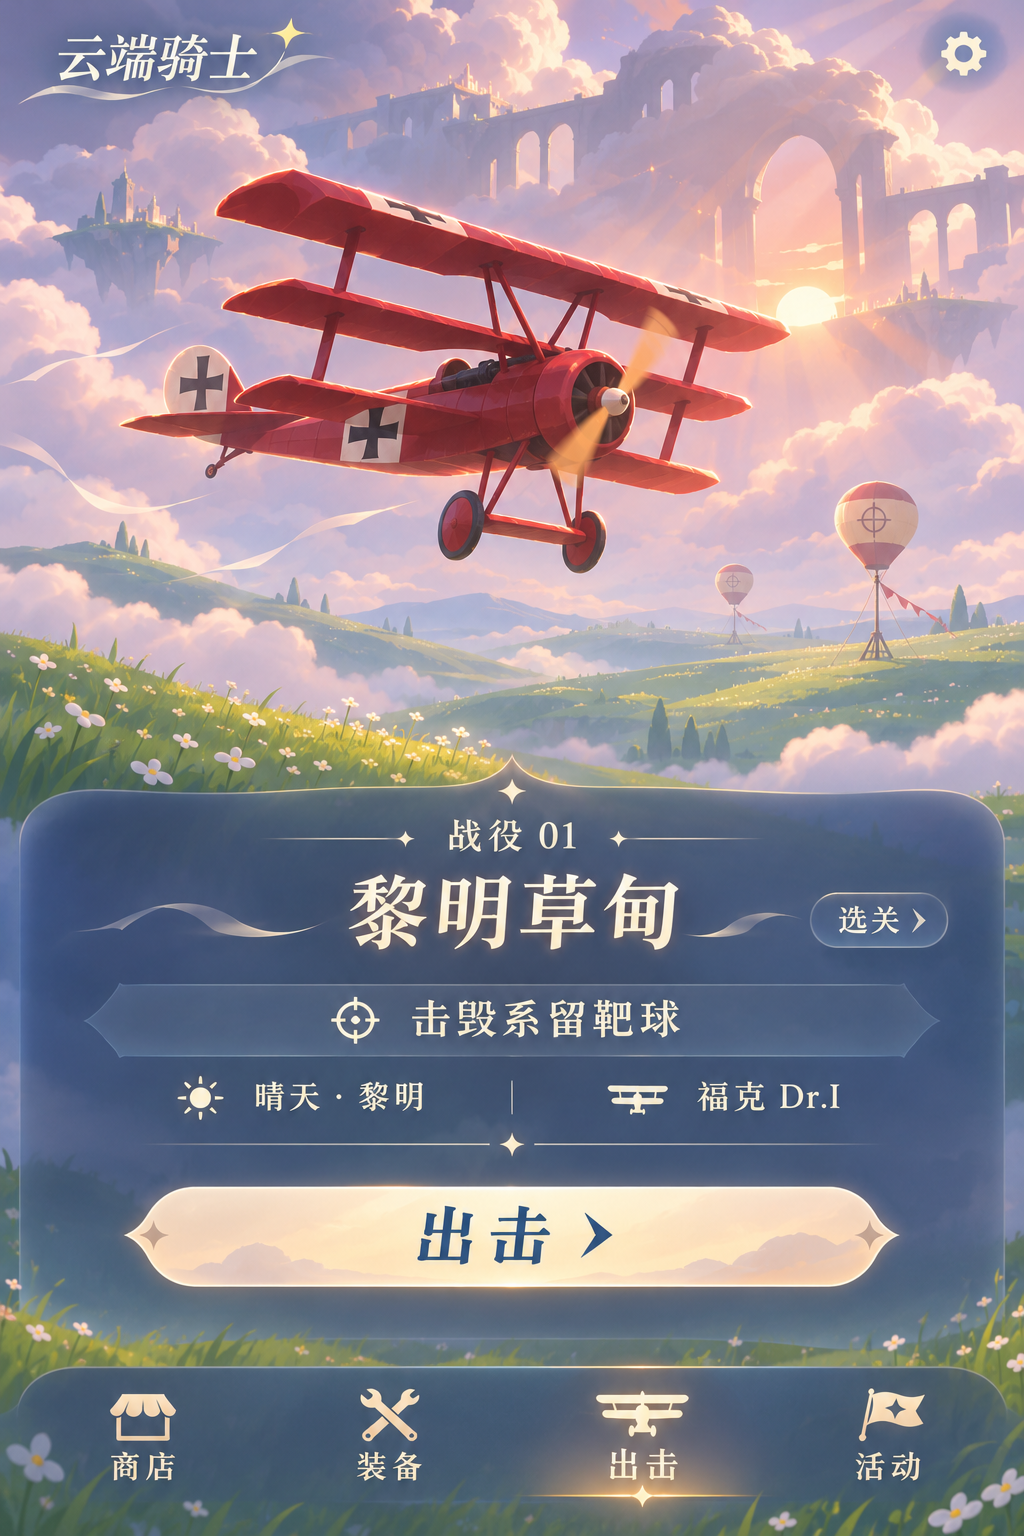 云端骑士
战役 01
黎明草甸
选关
击毁系留靶球
晴天 · 黎明
福克 Dr.I
出击
商店
装备
出击
活动